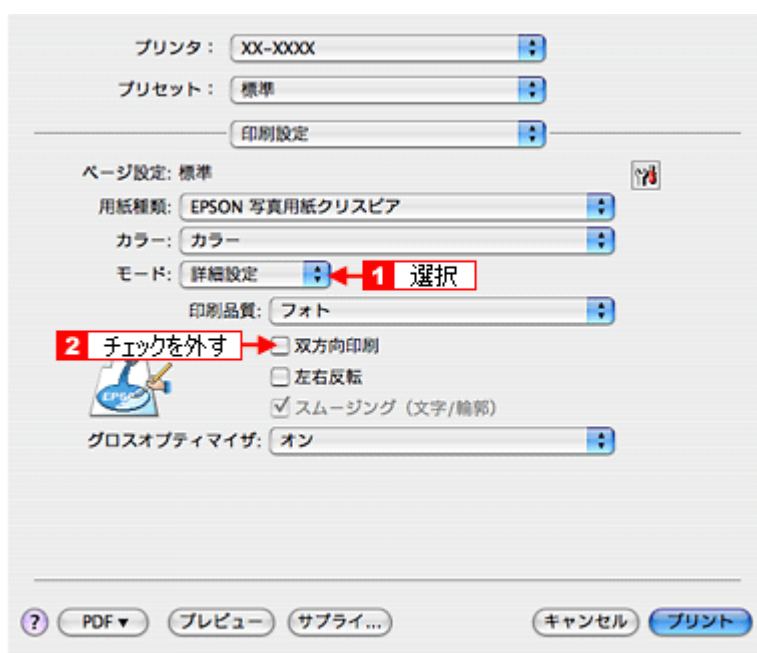 プリンタ： XX-XXXX
プリセット： 標準
印刷設定
ページ設定: 標準
用紙種類: EPSON 写真用紙クリスピア
カラー: カラー
モード: 詳細設定 1 選択
印刷品質: フォト
2 チェックを外す 双方向印刷
左右反転
EPSON
スムージング（文字/輪郭）
グロスオプティマイザ: オン
? PDF▼ プレビュー サプライ... キャンセル プリント